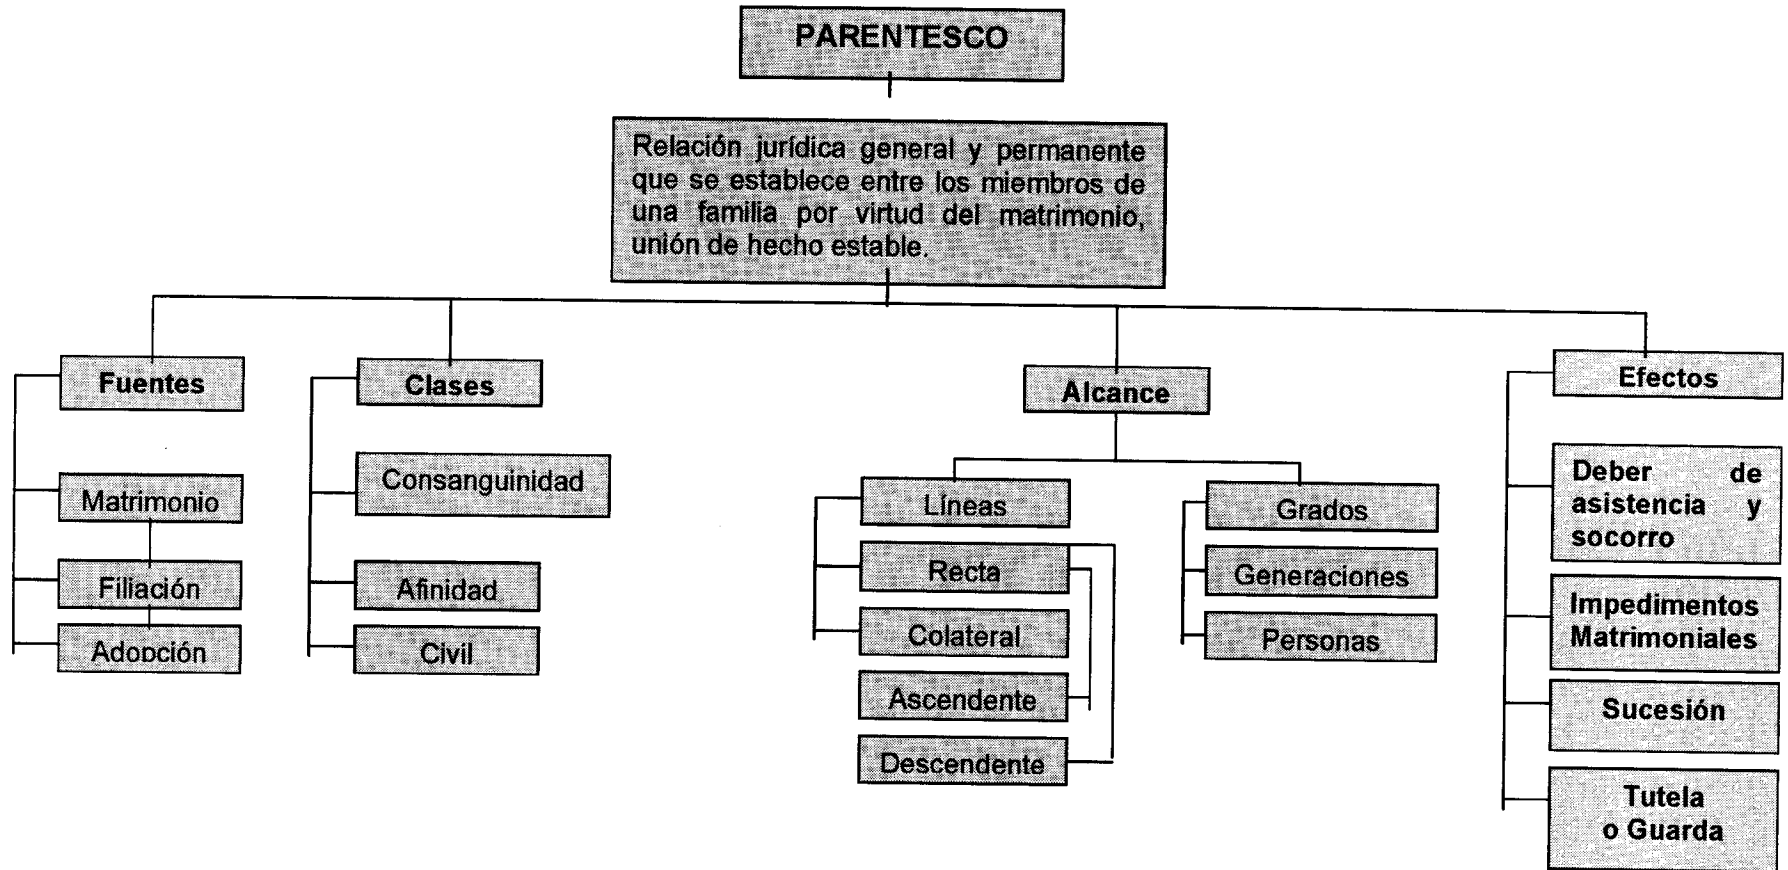 PARENTESCO
Relación jurídica general y permanente
que se establece entre los miembros de
una familia por virtud del matrimonio,
unión de hecho estable.
Fuentes
Matrimonio
Filiación
Adopción
Clases
Consanguinidad
Afinidad
Civil
Alcance
Líneas
Recta
Colateral
Ascendente
Descendente
Grados
Generaciones
Personas
Efectos
Deber de
asistencia y
socorro
Impedimentos
Matrimoniales
Sucesión
Tutela
o Guarda